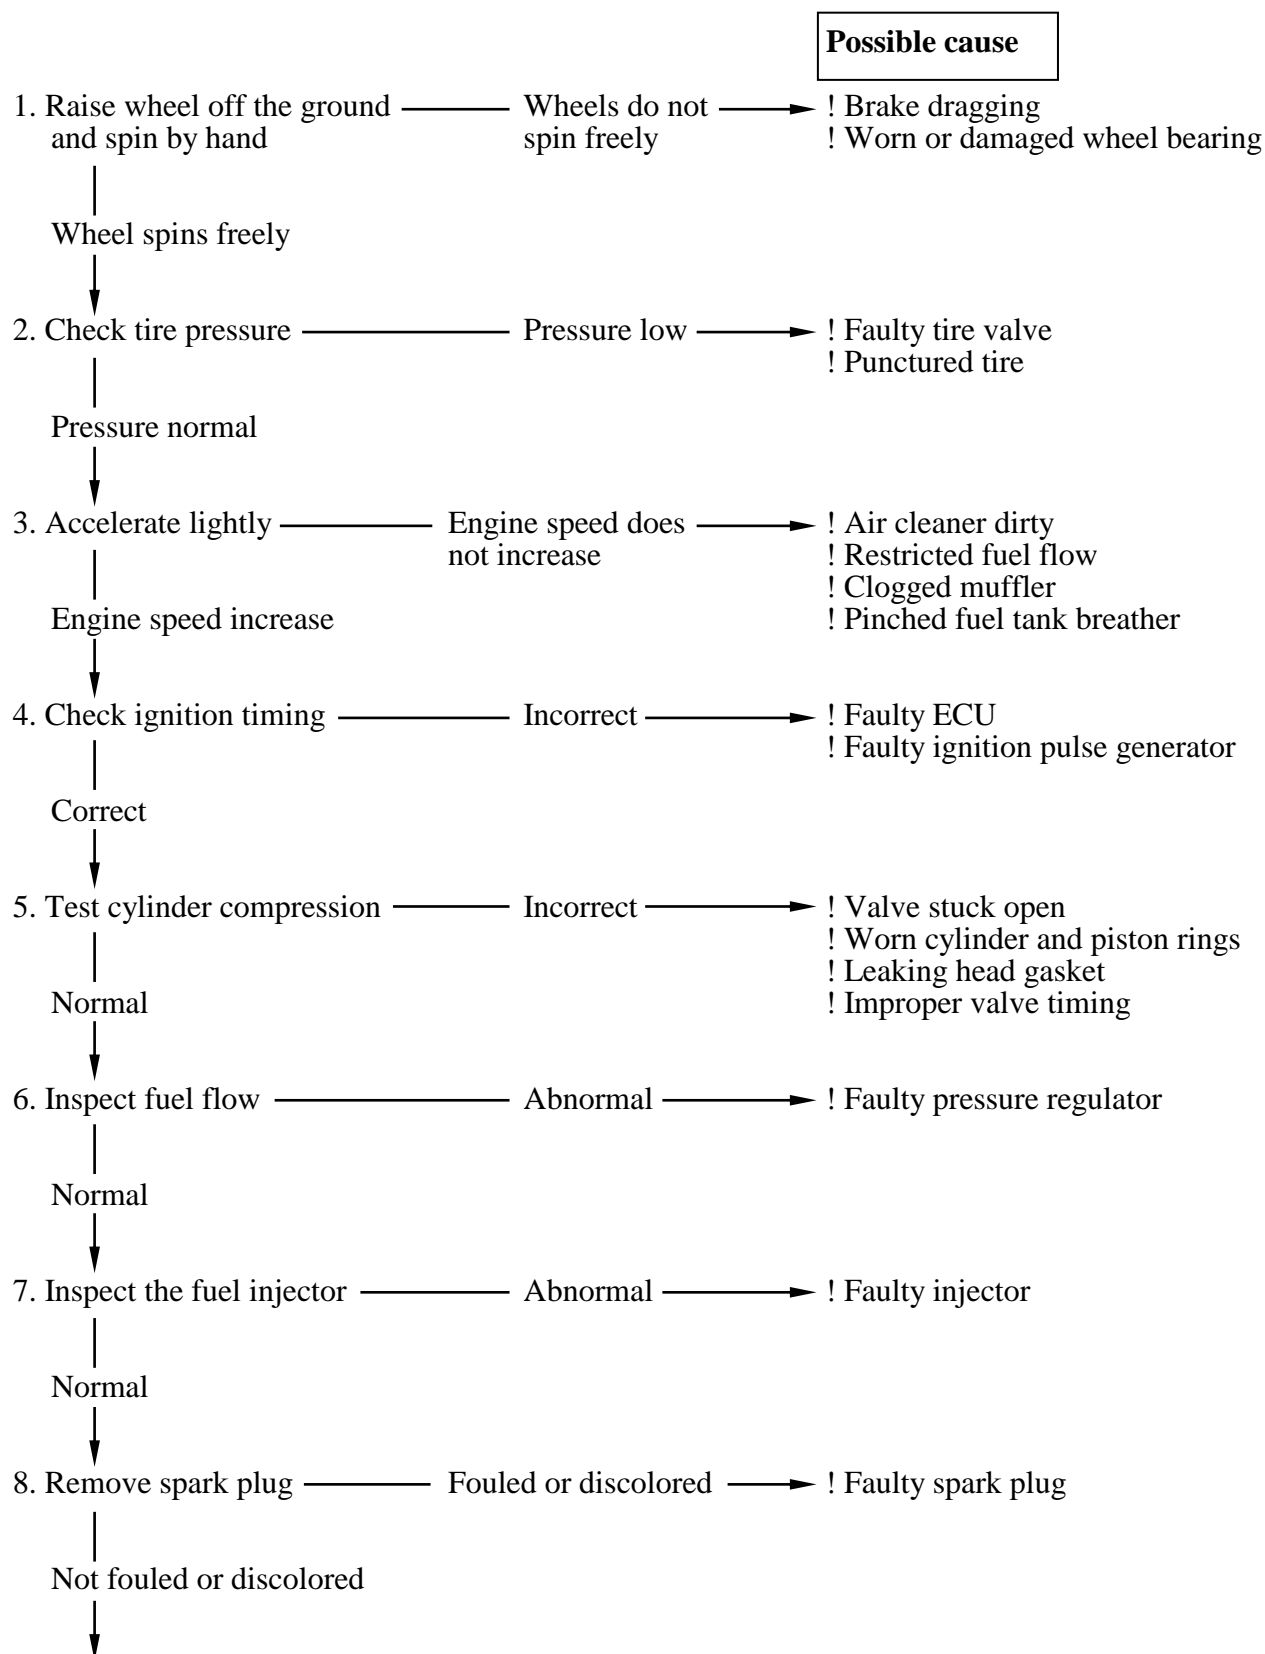 Possible cause
1. Raise wheel off the ground
and spin by hand
Wheels do not
spin freely
! Brake dragging
! Worn or damaged wheel bearing
Wheel spins freely
2. Check tire pressure
Pressure low
! Faulty tire valve
! Punctured tire
Pressure normal
3. Accelerate lightly
Engine speed does
not increase
! Air cleaner dirty
! Restricted fuel flow
! Clogged muffler
! Pinched fuel tank breather
Engine speed increase
4. Check ignition timing
Incorrect
! Faulty ECU
! Faulty ignition pulse generator
Correct
5. Test cylinder compression
Incorrect
! Valve stuck open
! Worn cylinder and piston rings
! Leaking head gasket
! Improper valve timing
Normal
6. Inspect fuel flow
Abnormal
! Faulty pressure regulator
Normal
7. Inspect the fuel injector
Abnormal
! Faulty injector
Normal
8. Remove spark plug
Fouled or discolored
! Faulty spark plug
Not fouled or discolored